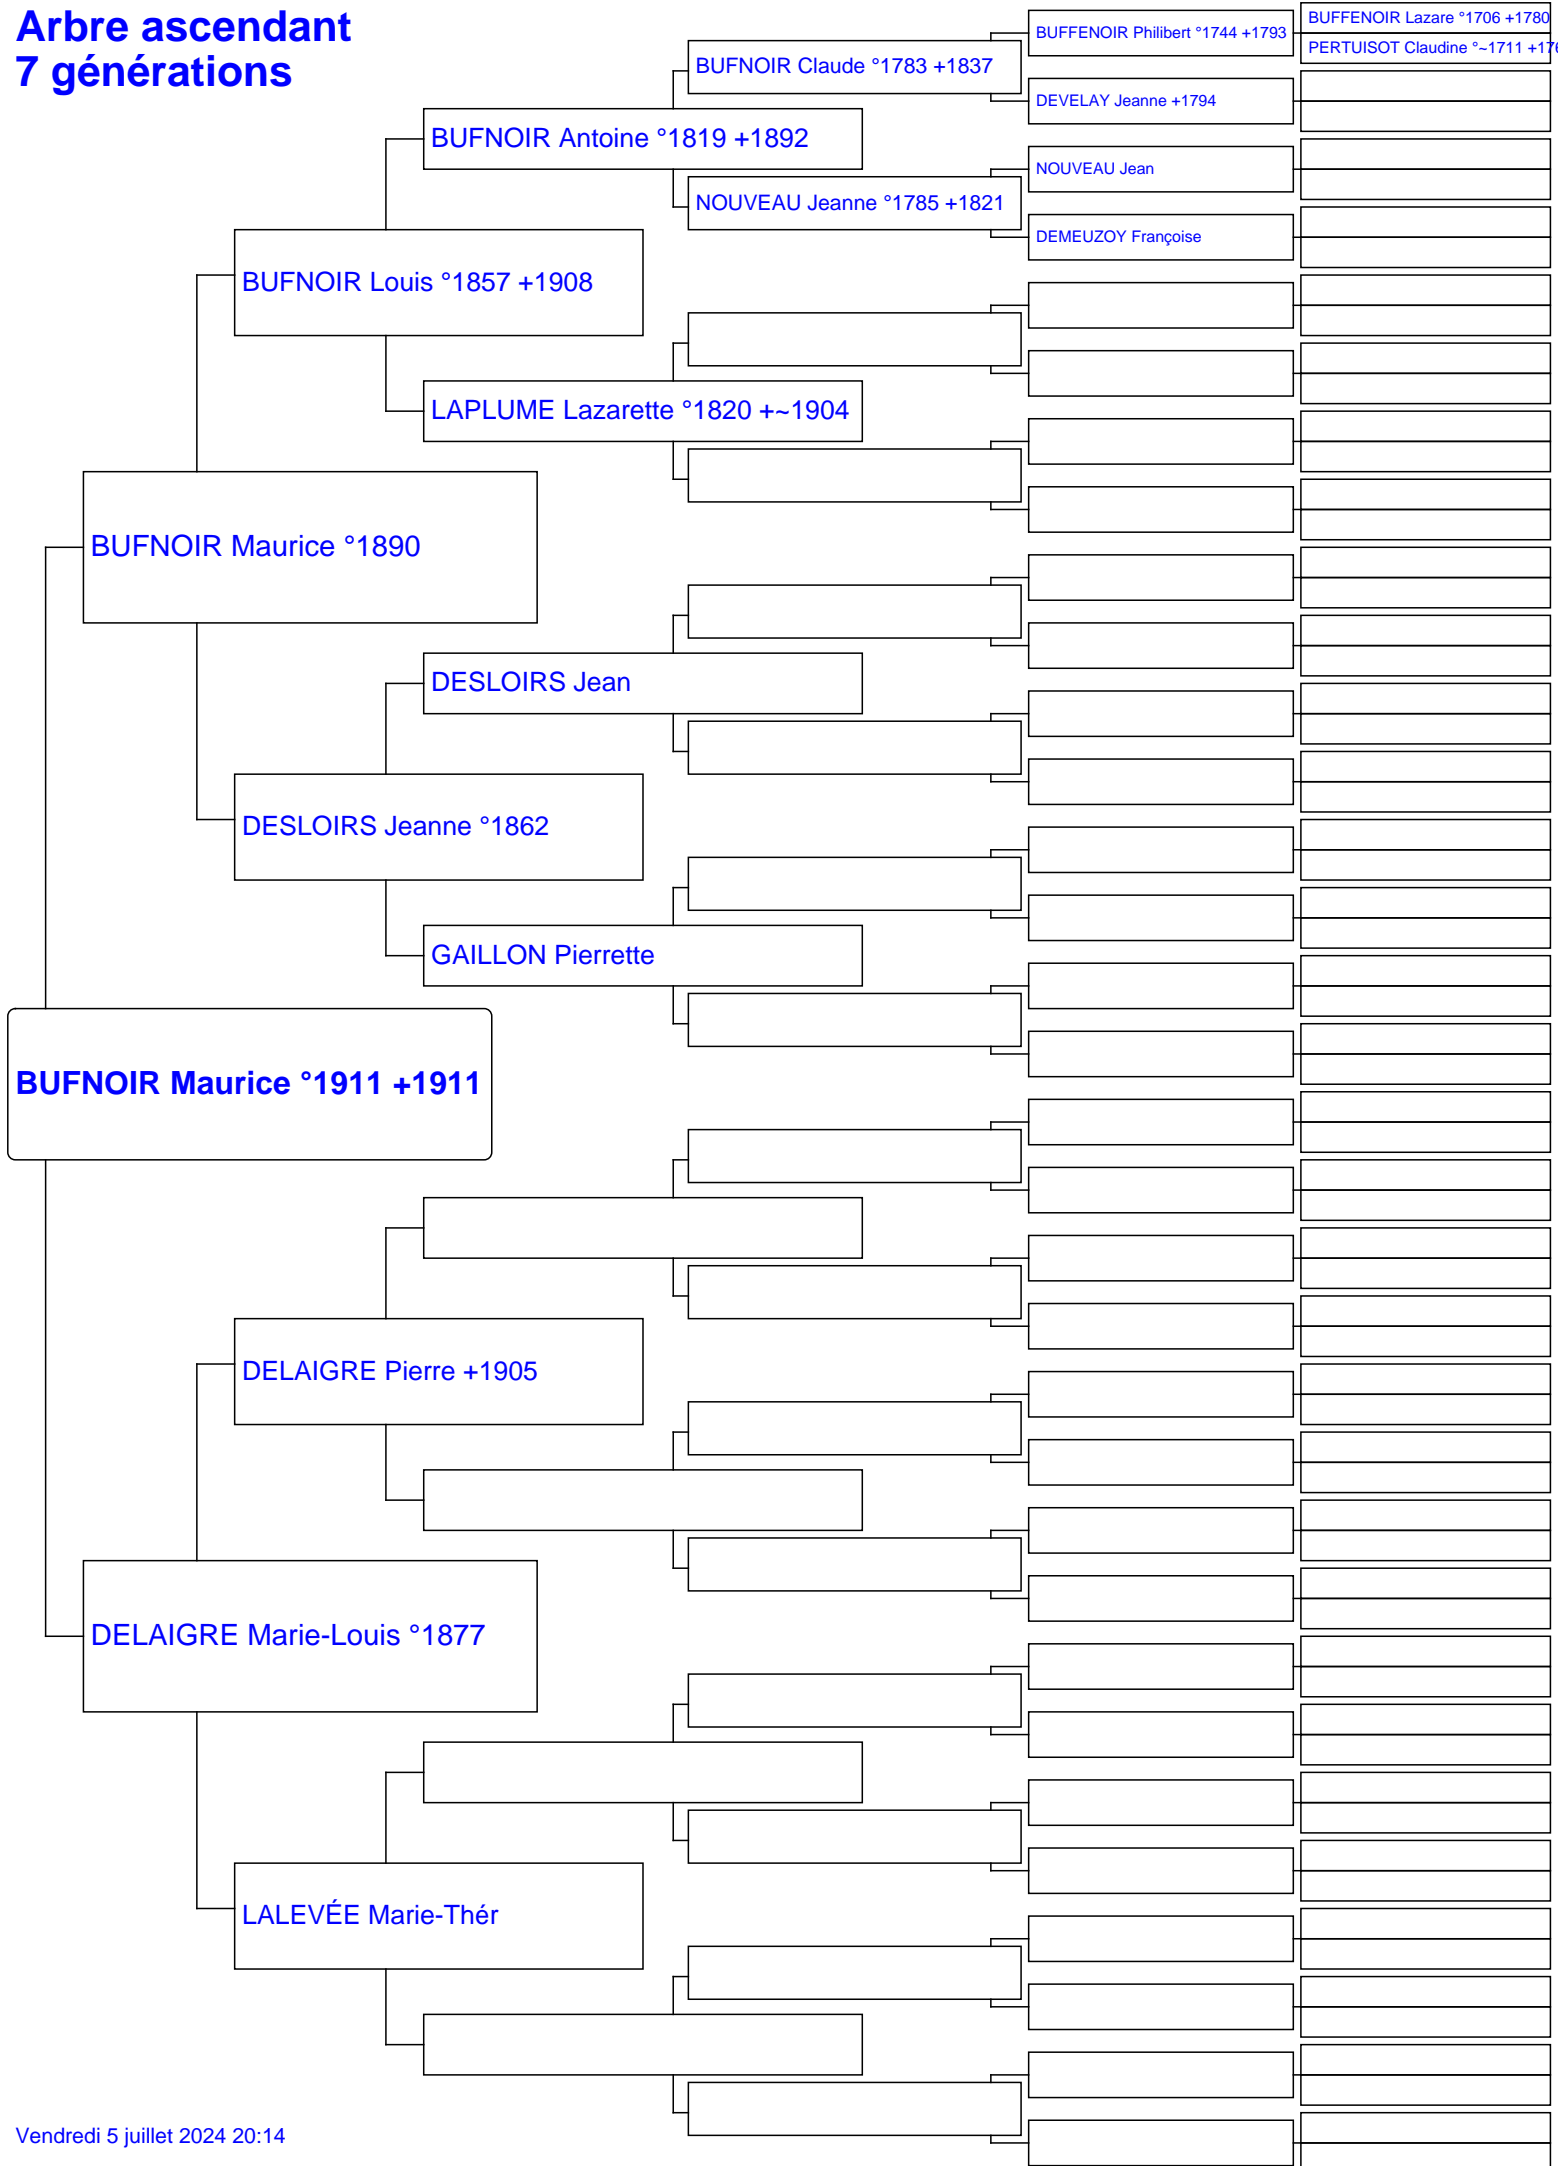 Arbre ascendant
7 générations
BUFFENOIR Lazare °1706 +1780
BUFFENOIR Philibert °1744 +1793
PERTUISOT Claudine °~1711 +176
BUFNOIR Claude °1783 +1837
DEVELAY Jeanne +1794
BUFNOIR Antoine °1819 +1892
NOUVEAU Jean
NOUVEAU Jeanne °1785 +1821
DEMEUZOY Françoise
BUFNOIR Louis °1857 +1908
LAPLUME Lazarette °1820 +~1904
BUFNOIR Maurice °1890
DESLOIRS Jean
DESLOIRS Jeanne °1862
GAILLON Pierrette
BUFNOIR Maurice °1911 +1911
DELAIGRE Pierre +1905
DELAIGRE Marie-Louis °1877
LALEVÉE Marie-Thér
Vendredi 5 juillet 2024 20:14